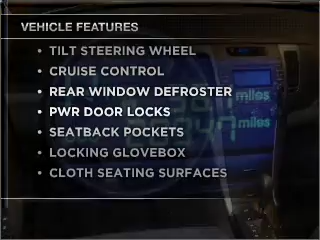 VEHICLE FEATURES
• TILT STEERING WHEEL
• CRUISE CONTROL
• REAR WINDOW DEFROSTER
• PWR DOOR LOCKS
• SEATBACK POCKETS
• LOCKING GLOVEBOX
• CLOTH SEATING SURFACES
miles
miles